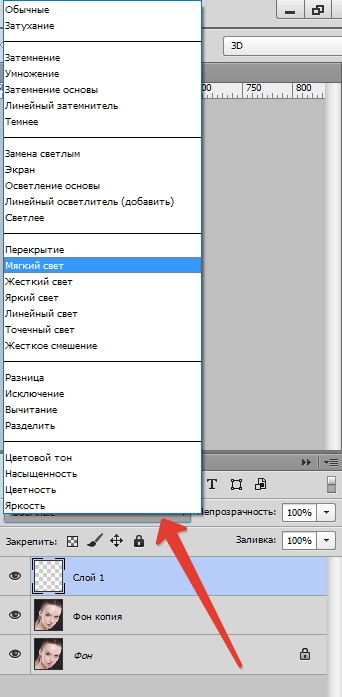 Обычные
Затухание
Затемнение
Умножение
Затемнение основы
Линейный затемнитель
Темнее
Замена светлым
Экран
Осветление основы
Линейный осветлитель (добавить)
Светлее
Перекрытие
Мягкий свет
Жесткий свет
Яркий свет
Линейный свет
Точечный свет
Жесткое смешение
Разница
Исключение
Вычитание
Разделить
Цветовой тон
Насыщенность
Цветность
Яркость
3D
700 750 800
Непрозрачность: 100%
Закрепить: Заливка: 100%
Слой 1
Фон копия
Фон